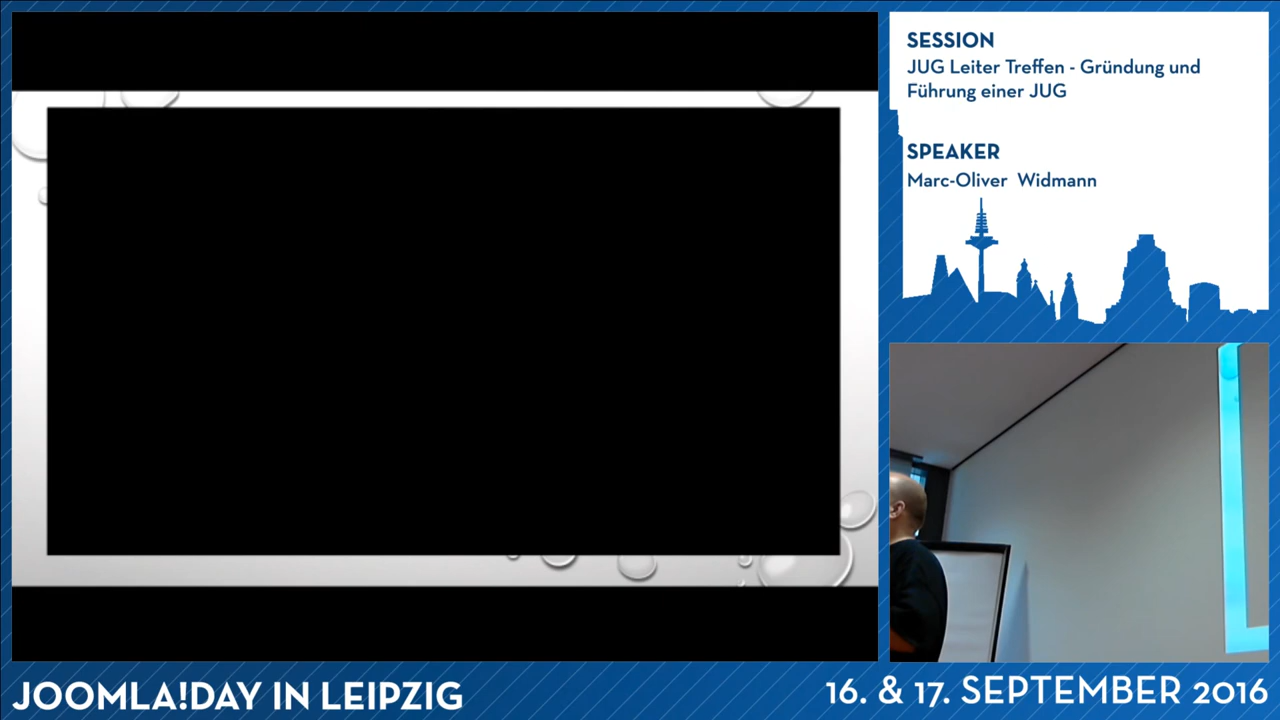 SESSION
JUG Leiter Treffen - Gründung und
Führung einer JUG
SPEAKER
Marc-Oliver Widmann
JOOMLA!DAY IN LEIPZIG
16. & 17. SEPTEMBER 2016